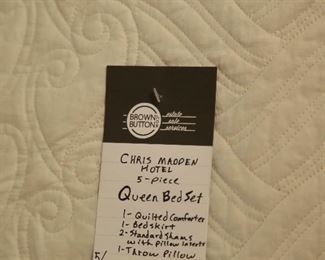 BROWN
BUTTON
estate
sale
services
CHRIS MADDEN
HOTEL
5-piece
Queen Bed Set
1- Quilted Comforter
1- Bedskirt
2- Standard Shams
with Pillow Inserts
1- Throw Pillow
5/